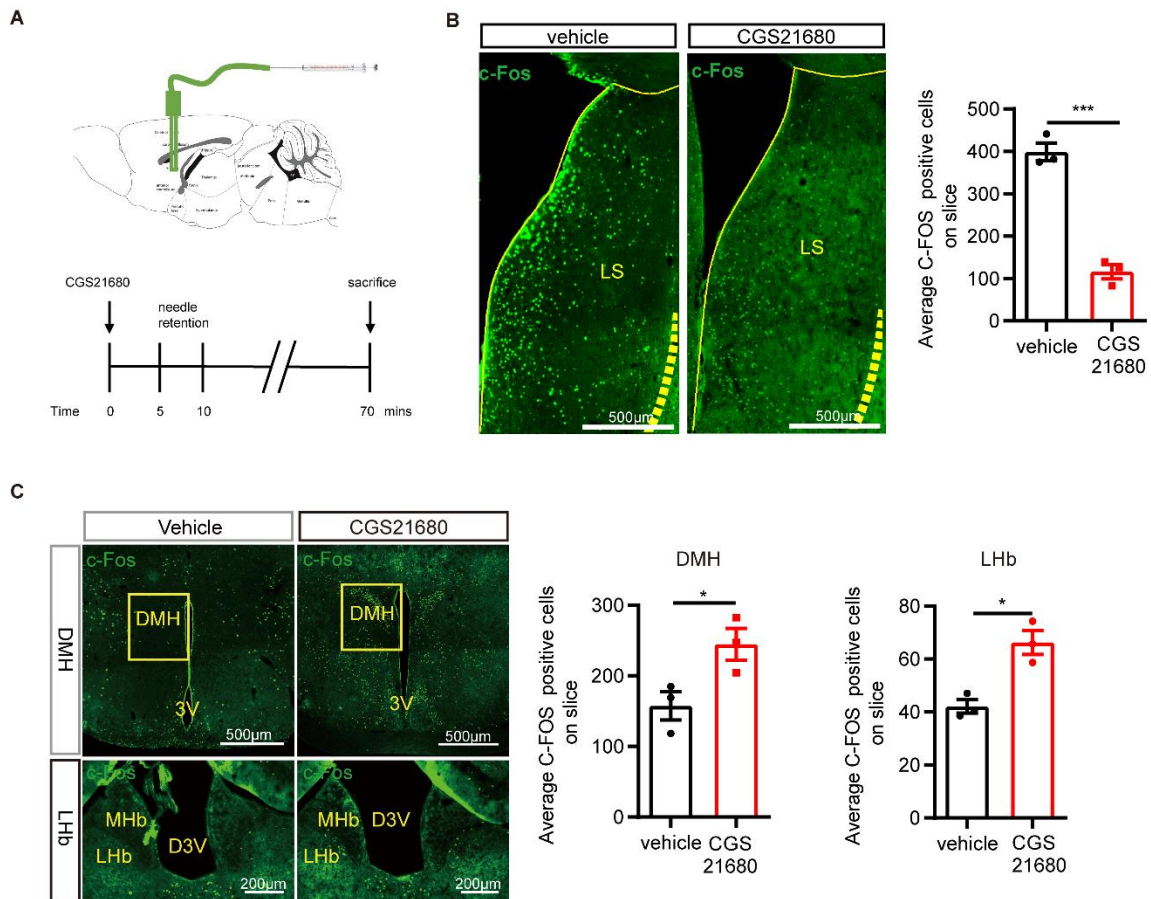 A
CGS21680
sacrifice
needle
retention
Time 0 5 10 70 mins
B
vehicle
CGS21680
c-Fos
c-Fos
LS
LS
500µm
500µm
Average C-FOS positive cells
on slice
500
400
300
200
100
0
***
vehicle
CGS
21680
C
Vehicle
CGS21680
DMH
c-Fos
c-Fos
DMH
DMH
3V
3V
500µm
500µm
LHb
c-Fos
c-Fos
MHb
D3V
MHb
D3V
LHb
LHb
200µm
200µm
DMH
Average C-FOS positive cells
on slice
300
200
100
0
*
vehicle
CGS
21680
LHb
Average C-FOS positive cells
on slice
80
60
40
20
0
*
vehicle
CGS
21680